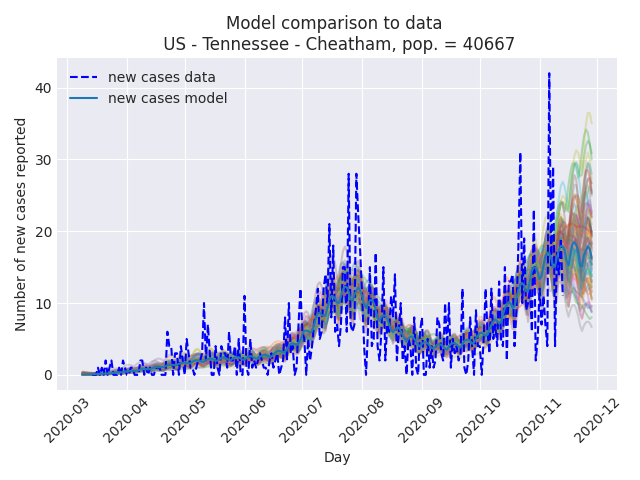 Model comparison to data
US - Tennessee - Cheatham, pop. = 40667
new cases data
new cases model
Number of new cases reported
40
30
20
10
0
2020-03
2020-04
2020-05
2020-06
2020-07
2020-08
2020-09
2020-10
2020-11
2020-12
Day